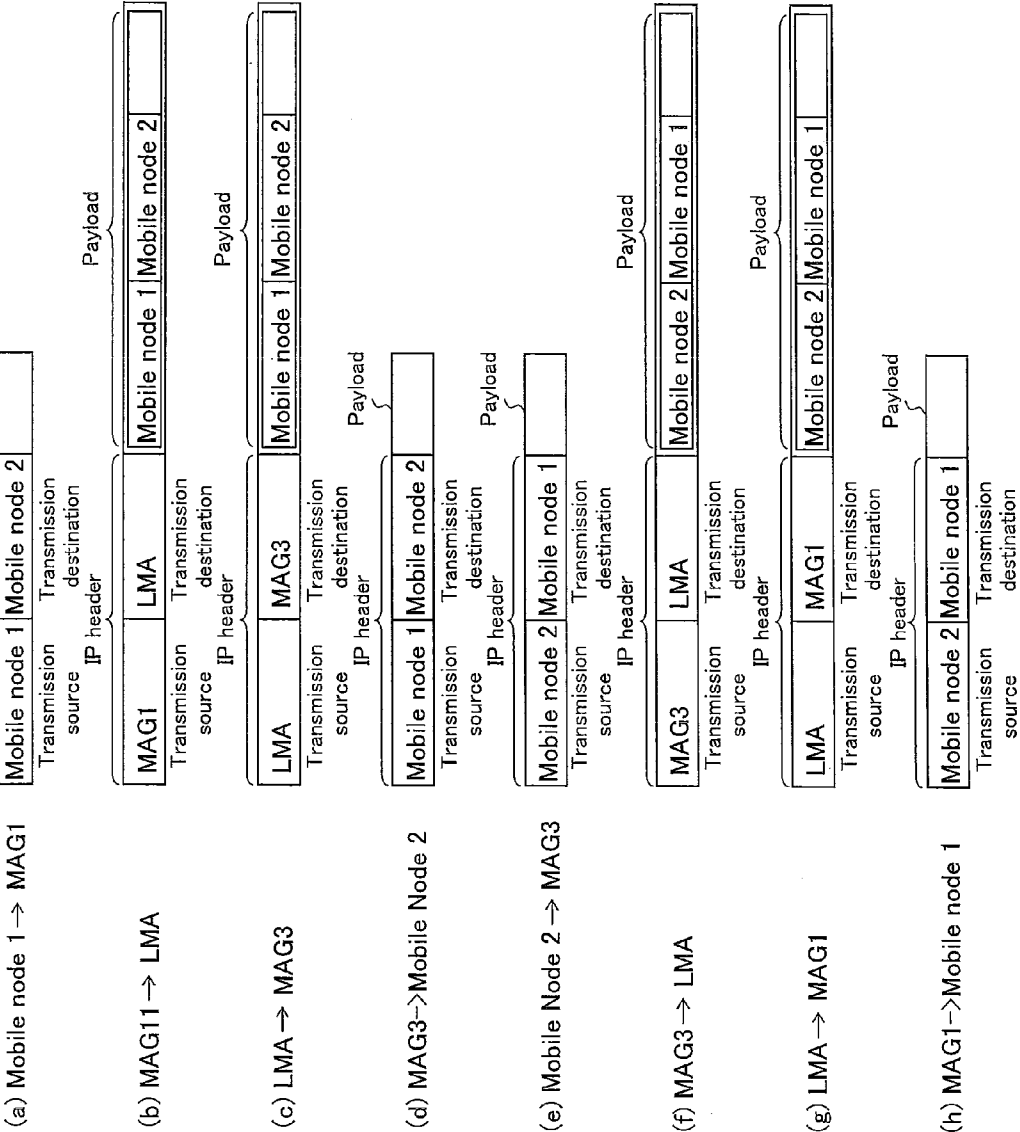 (a) Mobile node 1 → MAG1
Mobile node 1 Mobile node 2
Transmission source
Transmission destination
(b) MAG11 → LMA
IP header
Payload
MAG1 LMA Mobile node 1 Mobile node 2
Transmission source
Transmission destination
(c) LMA → MAG3
IP header
Payload
LMA MAG3 Mobile node 1 Mobile node 2
Transmission source
Transmission destination
(d) MAG3->Mobile Node 2
IP header
Payload
Mobile node 1 Mobile node 2
Transmission source
Transmission destination
(e) Mobile Node 2 → MAG3
IP header
Payload
Mobile node 2 Mobile node 1
Transmission source
Transmission destination
(f) MAG3 → LMA
IP header
Payload
MAG3 LMA Mobile node 2 Mobile node 1
Transmission source
Transmission destination
(g) LMA → MAG1
IP header
Payload
LMA MAG1 Mobile node 2 Mobile node 1
Transmission source
Transmission destination
(h) MAG1->Mobile node 1
IP header
Payload
Mobile node 2 Mobile node 1
Transmission source
Transmission destination